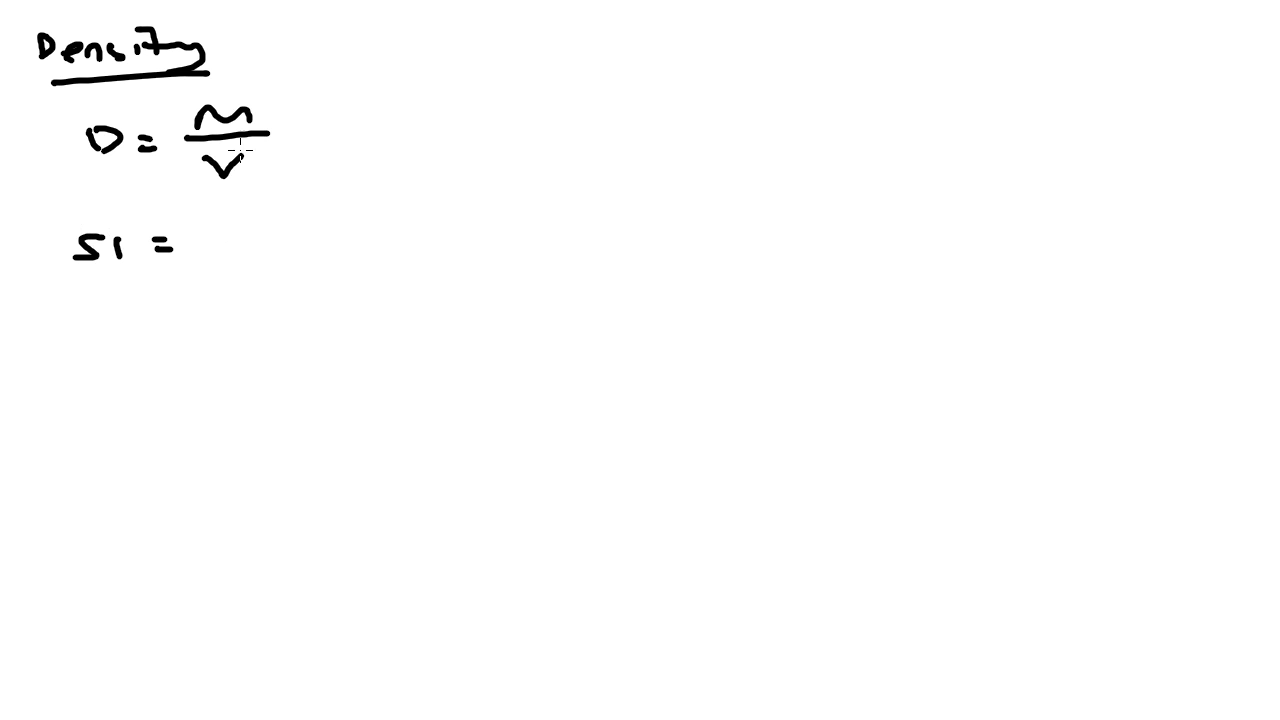 Density
D = M / V
SI =